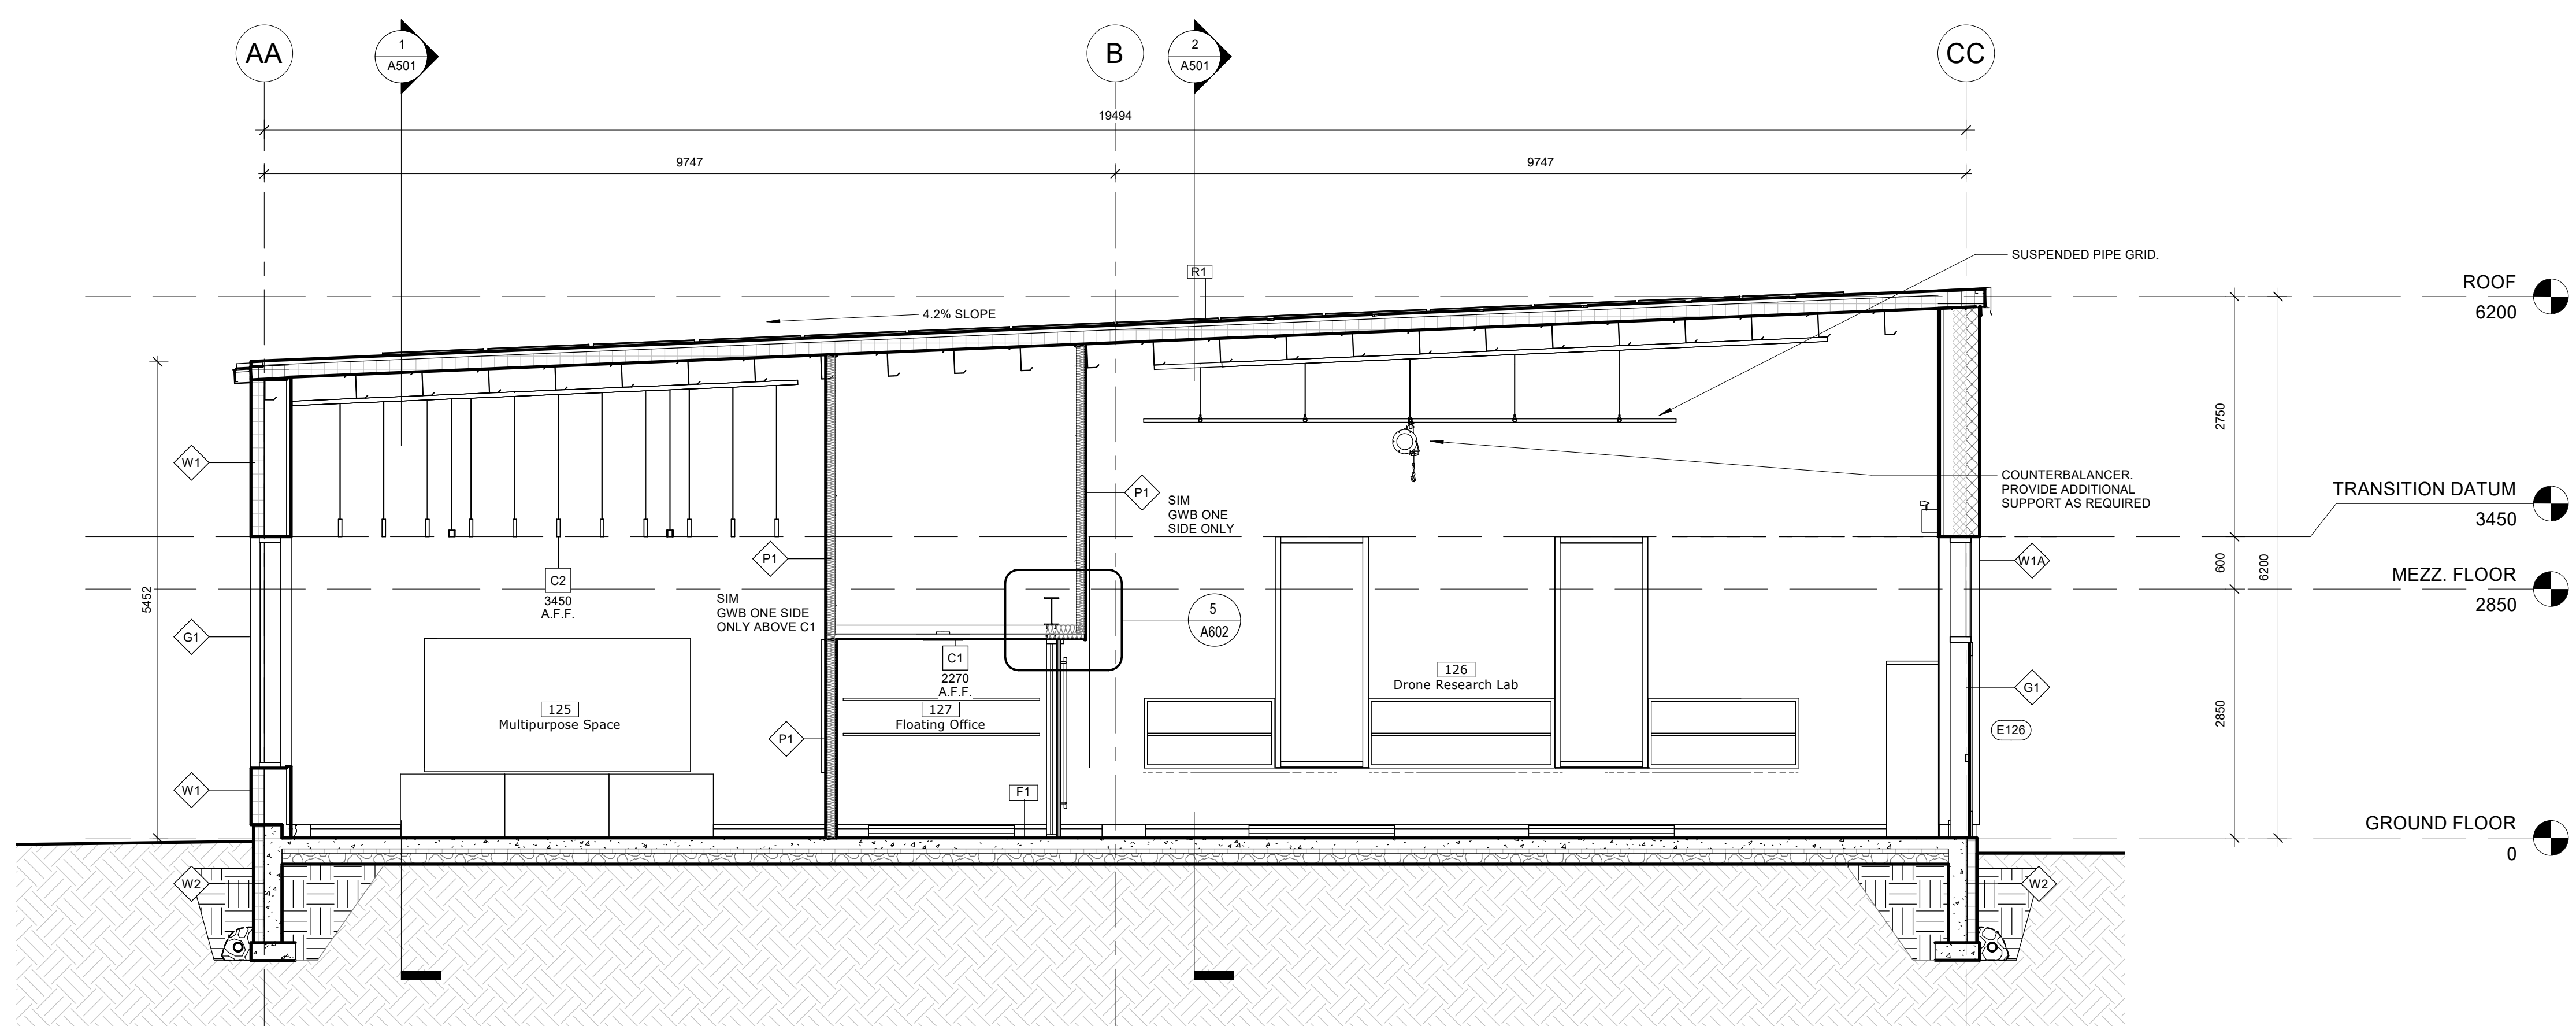 AA
1
A501
B
2
A501
CC
19494
9747
9747
SUSPENDED PIPE GRID.
R1
ROOF
6200
4.2% SLOPE
2750
W1
COUNTERBALANCER.
PROVIDE ADDITIONAL
SUPPORT AS REQUIRED
TRANSITION DATUM
3450
P1
SIM
GWB ONE
SIDE ONLY
P1
W1A
600
6200
MEZZ. FLOOR
2850
C2
3450
A.F.F.
5452
SIM
GWB ONE SIDE
ONLY ABOVE C1
5
A602
G1
C1
2270
A.F.F.
126
Drone Research Lab
G1
125
Multipurpose Space
127
Floating Office
2850
P1
E126
W1
F1
GROUND FLOOR
0
W2
W2